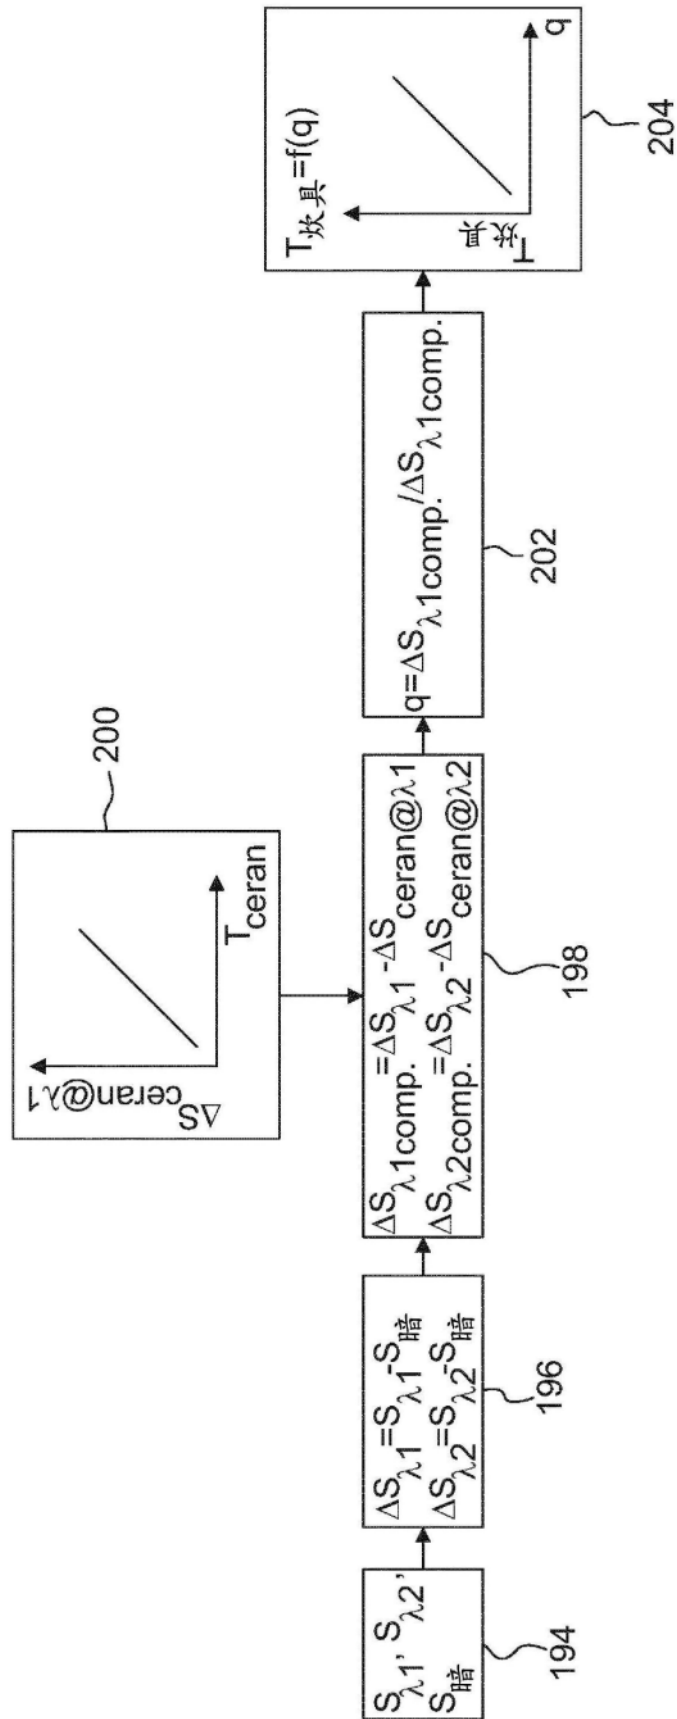 S_λ1, S_λ2,
S_暗
194
ΔS_λ1=S_λ1-S_暗
ΔS_λ2=S_λ2-S_暗
196
ΔS_λ1comp.=ΔS_λ1-ΔS_ceran@λ1
ΔS_λ2comp.=ΔS_λ2-ΔS_ceran@λ2
198
ΔS_ceran@λ1
T_ceran
200
q=ΔS_λ1comp./ΔS_λ1comp.
202
T_炊具=f(q)
T_炊具
q
204